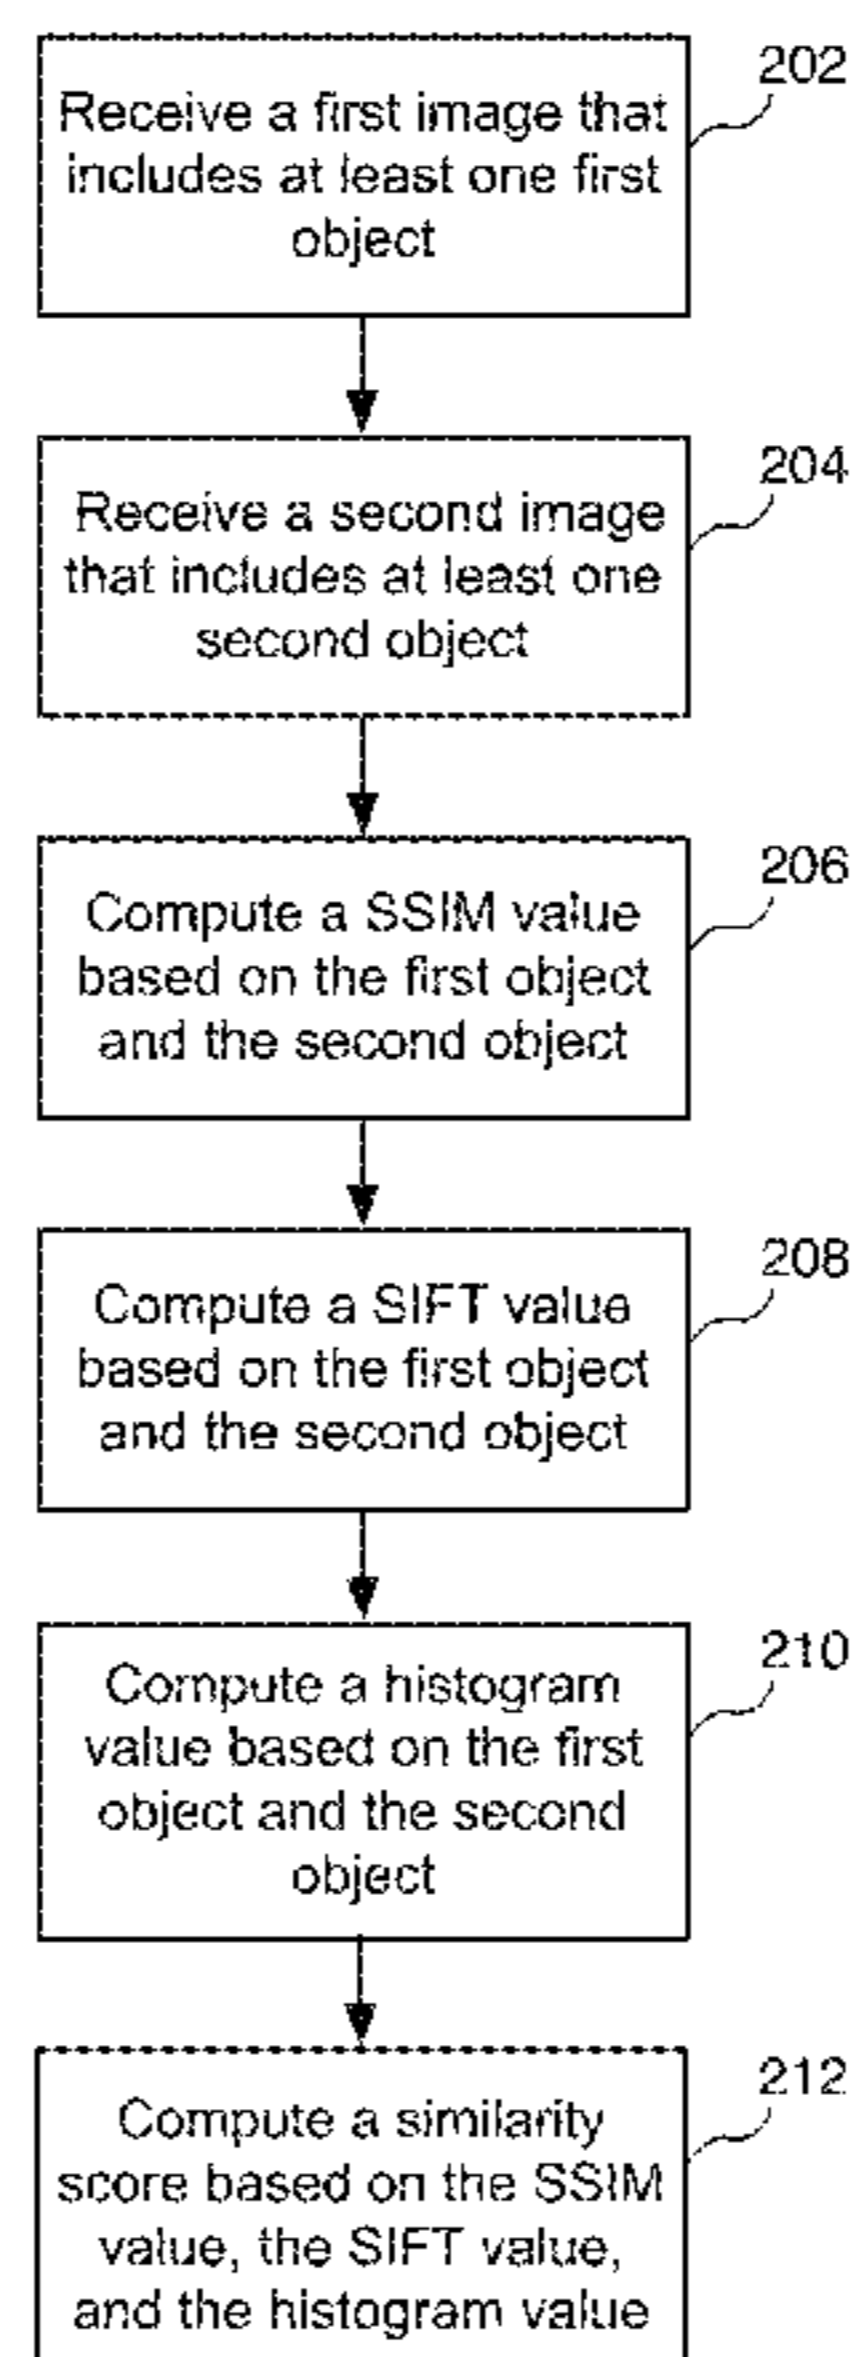 202
Receive a first image that
includes at least one first
object
204
Receive a second image
that includes at least one
second object
206
Compute a SSIM value
based on the first object
and the second object
208
Compute a SIFT value
based on the first object
and the second object
210
Compute a histogram
value based on the first
object and the second
object
212
Compute a similarity
score based on the SSIM
value, the SIFT value,
and the histogram value